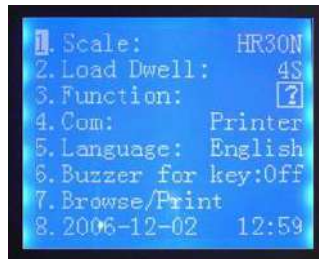 1. Scale: HR30N
2. Load Dwell: 4S
3. Function: ?
4. Com: Printer
5. Language: English
6. Buzzer for key:Off
7. Browse/Print
8. 2006-12-02 12:59